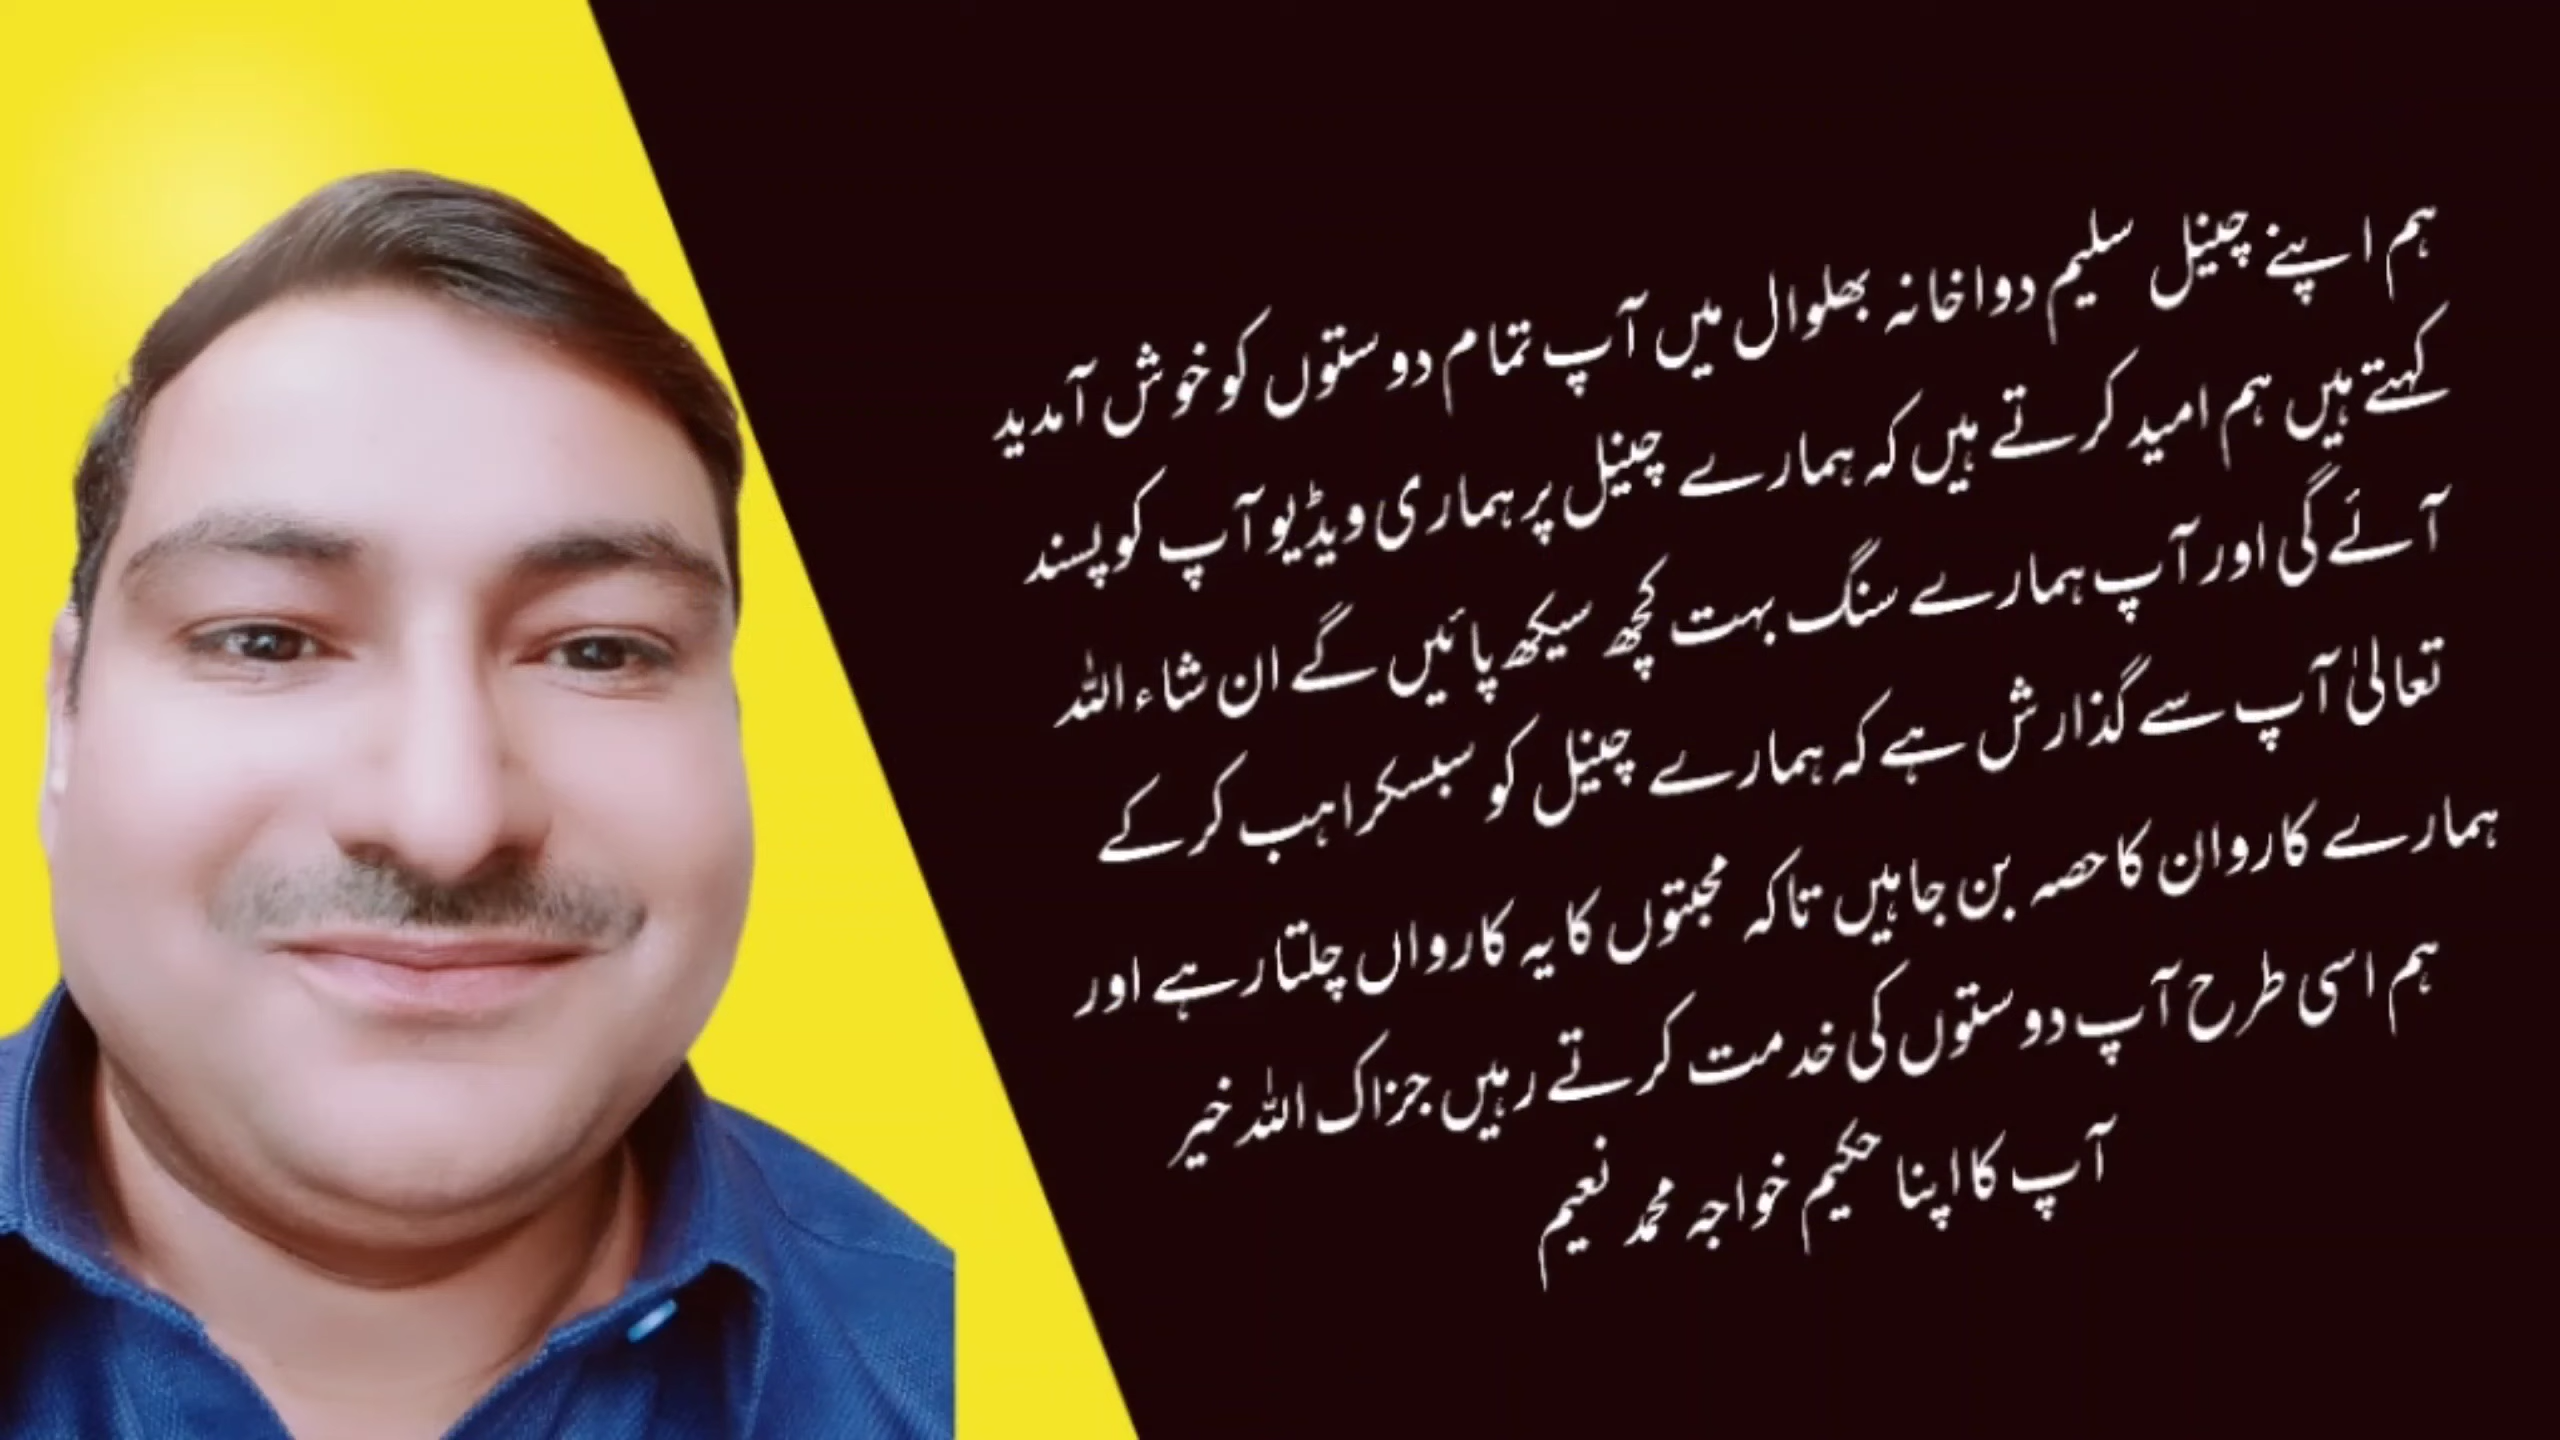 ہم اپنے چینل سلیم دواخانہ بھلوال میں آپ تمام دوستوں کو خوش آمدید
کہتے ہیں ہم امید کرتے ہیں کہ ہمارے چینل پر ہماری ویڈیو آپ کو پسند
آئے گی اور آپ ہمارے سنگ بہت کچھ سیکھ پائیں گے ان شاء اللہ
تعالیٰ آپ سے گذارش ہے کہ ہمارے چینل کو سبسکراہب کرکے
ہمارے کاروان کا حصہ بن جاہیں تاکہ محبتوں کا یہ کارواں چلتا رہے اور
ہم اسی طرح آپ دوستوں کی خدمت کرتے رہیں جزاک اللہ خیر
آپ کا اپنا حکیم خواجہ محمد نعیم